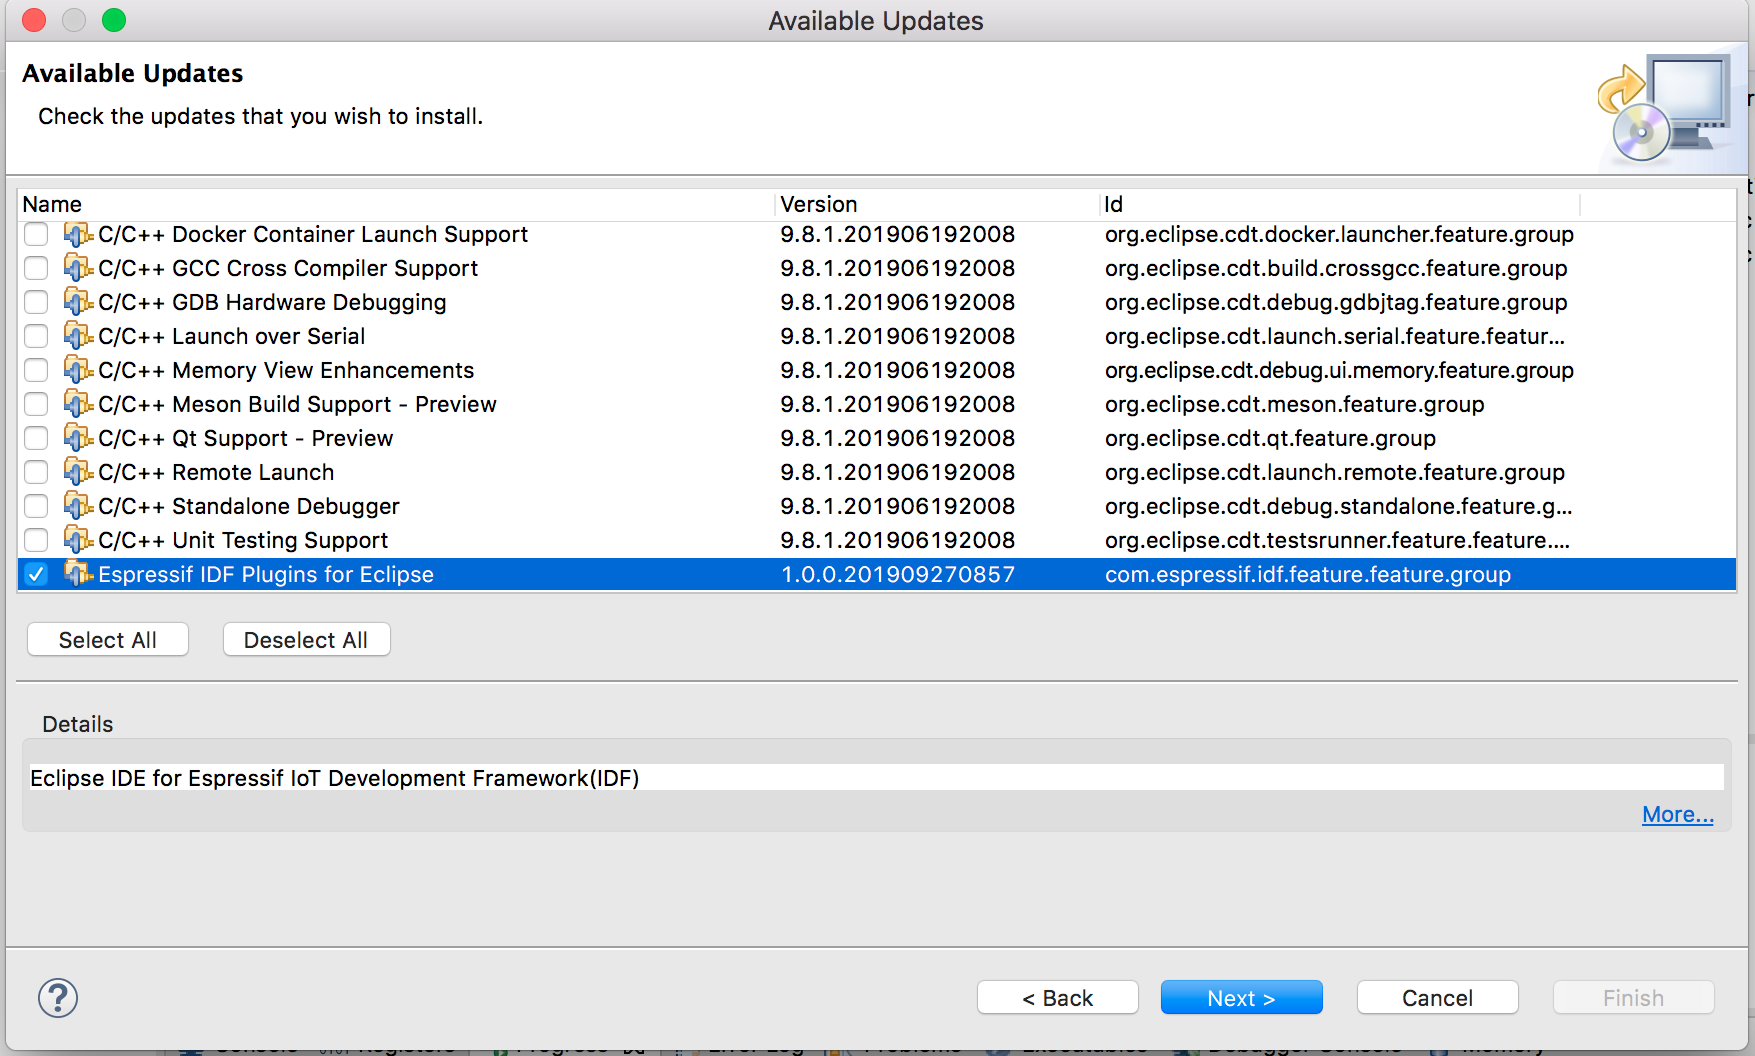 Available Updates
Available Updates
Check the updates that you wish to install.
Name Version Id
C/C++ Docker Container Launch Support 9.8.1.201906192008 org.eclipse.cdt.docker.launcher.feature.group
C/C++ GCC Cross Compiler Support 9.8.1.201906192008 org.eclipse.cdt.build.crossgcc.feature.group
C/C++ GDB Hardware Debugging 9.8.1.201906192008 org.eclipse.cdt.debug.gdbjtag.feature.group
C/C++ Launch over Serial 9.8.1.201906192008 org.eclipse.cdt.launch.serial.feature.featur...
C/C++ Memory View Enhancements 9.8.1.201906192008 org.eclipse.cdt.debug.ui.memory.feature.group
C/C++ Meson Build Support - Preview 9.8.1.201906192008 org.eclipse.cdt.meson.feature.group
C/C++ Qt Support - Preview 9.8.1.201906192008 org.eclipse.cdt.qt.feature.group
C/C++ Remote Launch 9.8.1.201906192008 org.eclipse.cdt.launch.remote.feature.group
C/C++ Standalone Debugger 9.8.1.201906192008 org.eclipse.cdt.debug.standalone.feature.g...
C/C++ Unit Testing Support 9.8.1.201906192008 org.eclipse.cdt.testsrunner.feature.feature....
Espressif IDF Plugins for Eclipse 1.0.0.201909270857 com.espressif.idf.feature.feature.group
Select All Deselect All
Details
Eclipse IDE for Espressif IoT Development Framework(IDF)
More...
? < Back Next > Cancel Finish